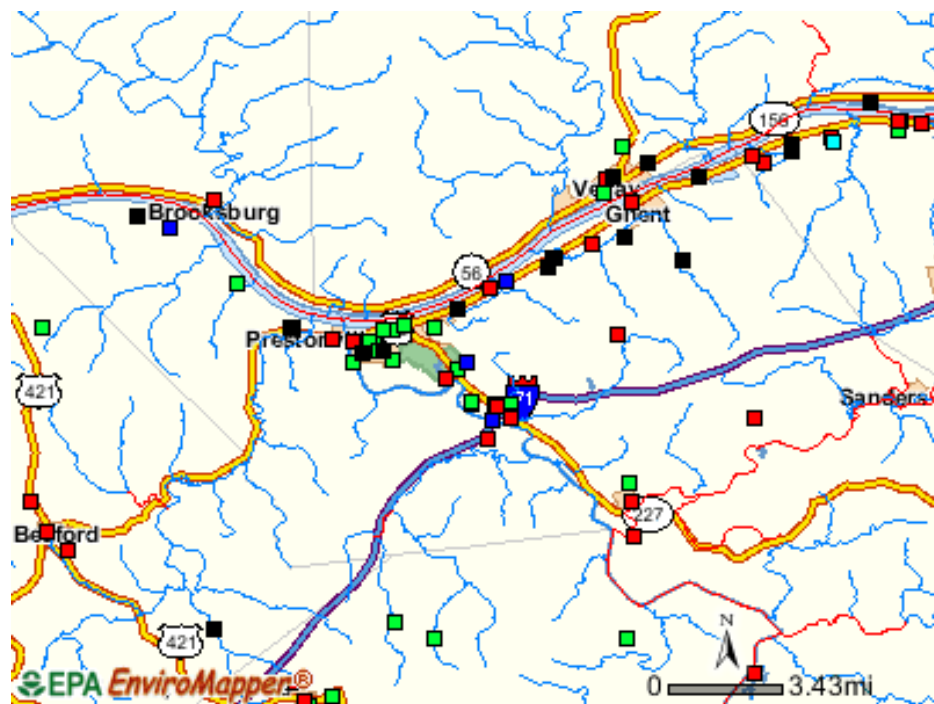 156
Vevay
Brooksburg
Ghent
56
Preston
421
71
Sanders
227
Bedford
421
N
EPA EnviroMapper®
0 3.43mi